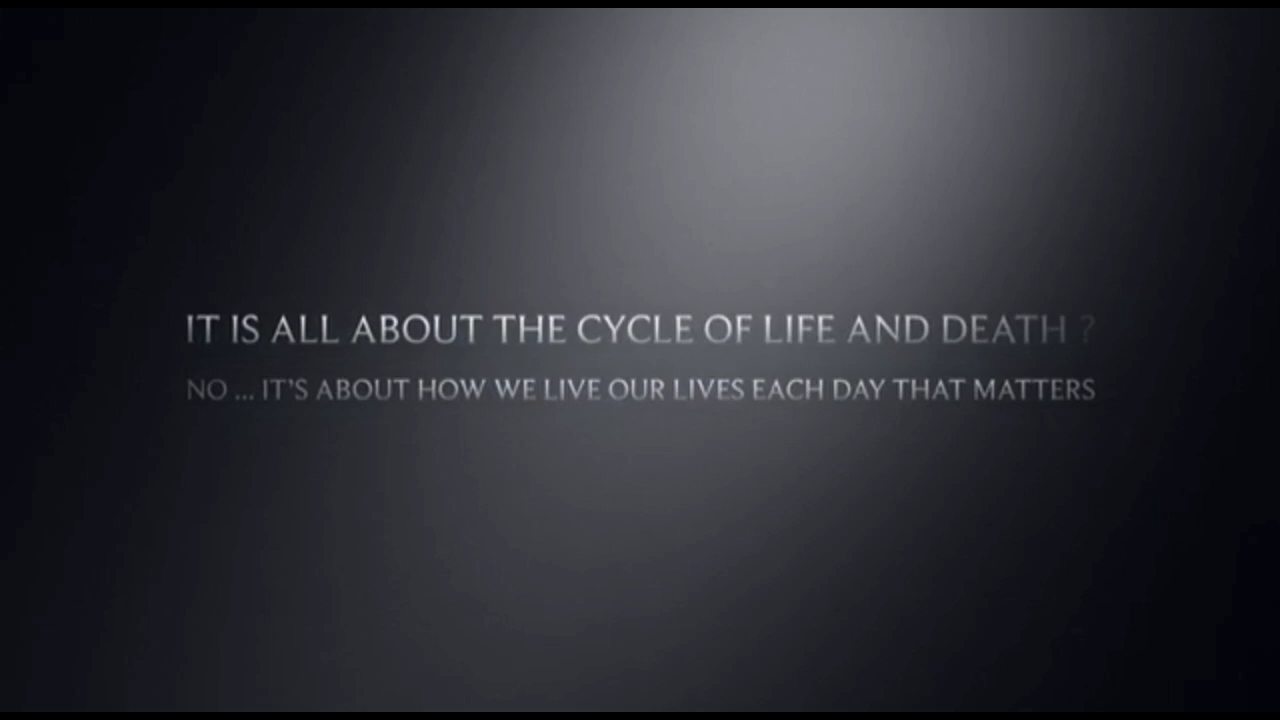 IT IS ALL ABOUT THE CYCLE OF LIFE AND DEATH ?
NO ... IT'S ABOUT HOW WE LIVE OUR LIVES EACH DAY THAT MATTERS